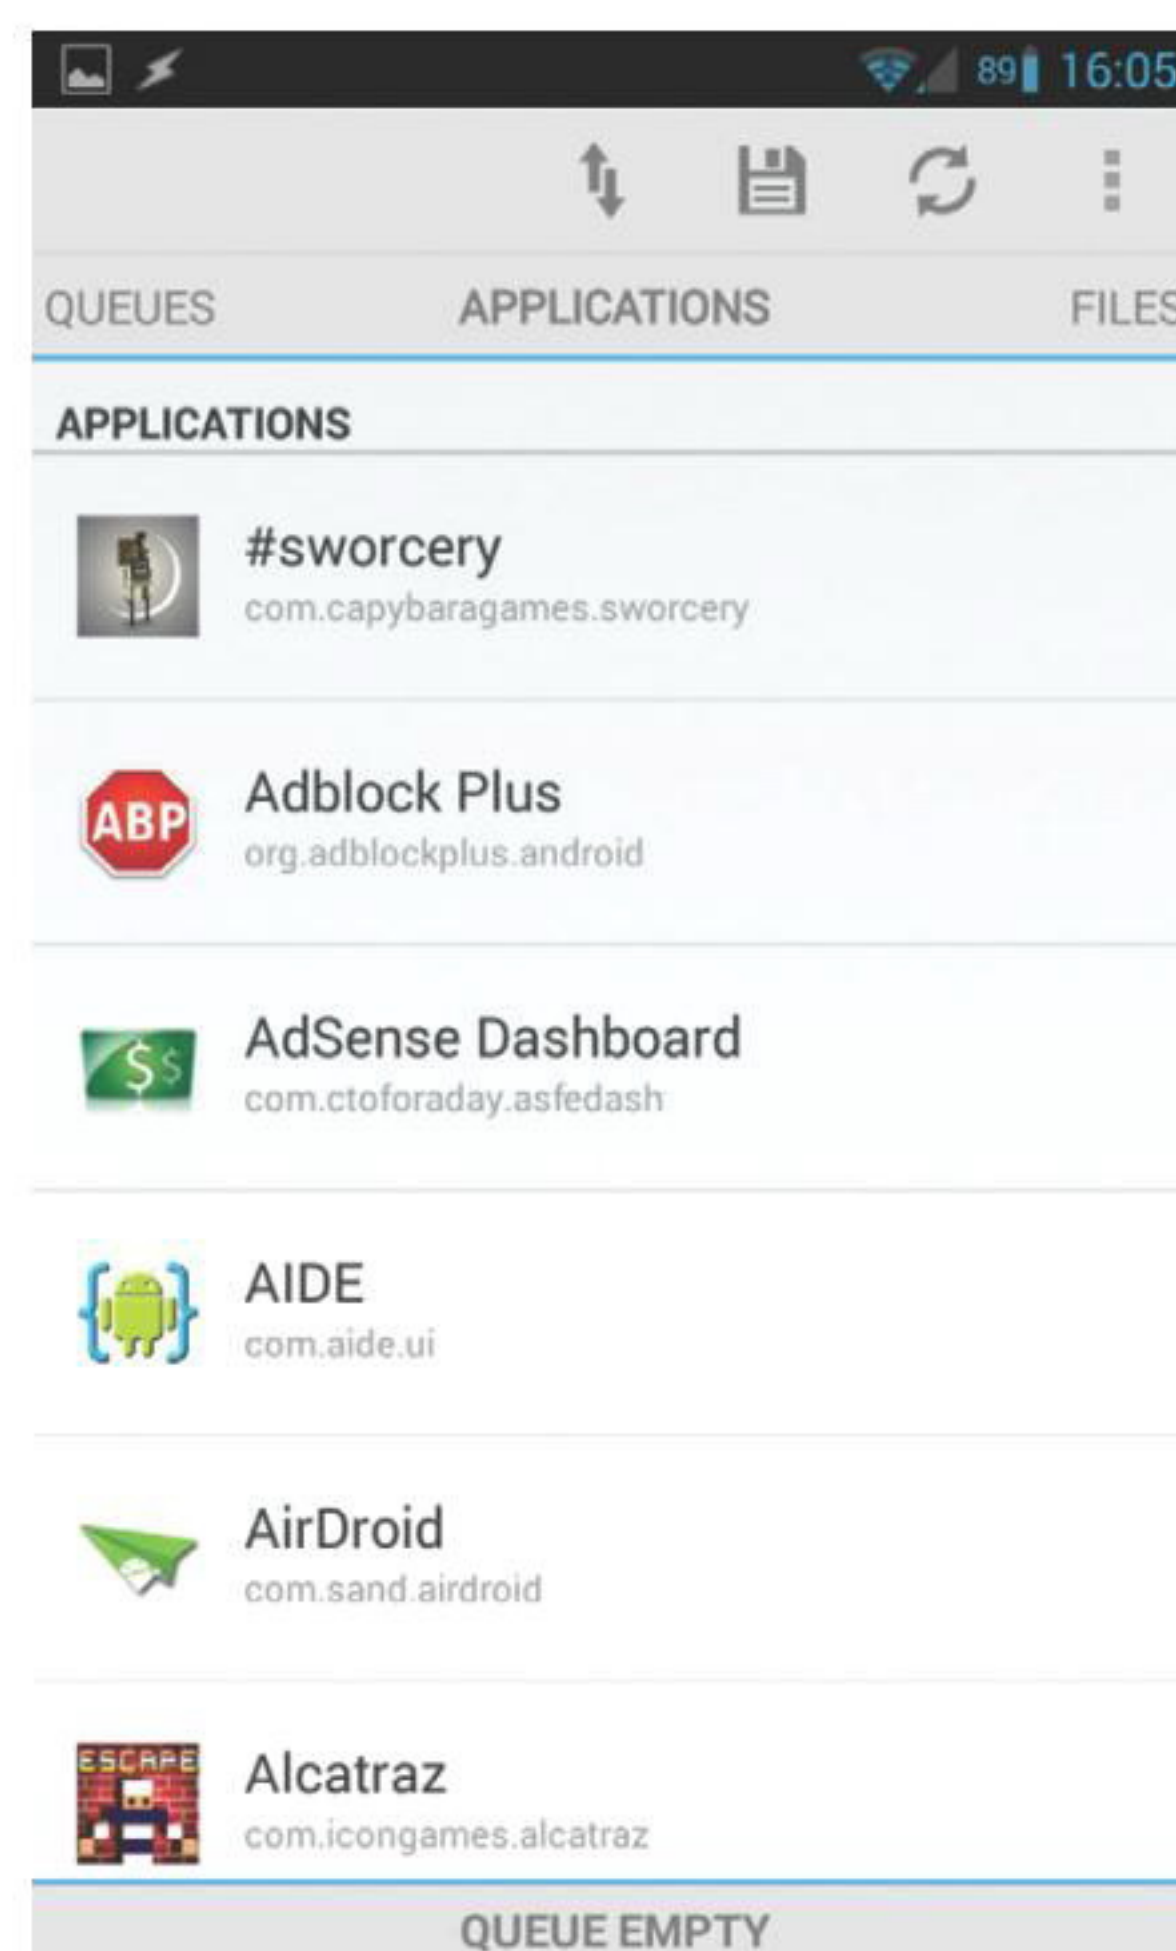 89 16:05
QUEUES APPLICATIONS FILES
APPLICATIONS
#sworcery
com.capybaragames.sworcery
ABP
Adblock Plus
org.adblockplus.android
$ $
AdSense Dashboard
com.ctoforaday.asfedash
AIDE
com.aide.ui
AirDroid
com.sand.airdroid
ESCAPE
Alcatraz
com.icongames.alcatraz
QUEUE EMPTY